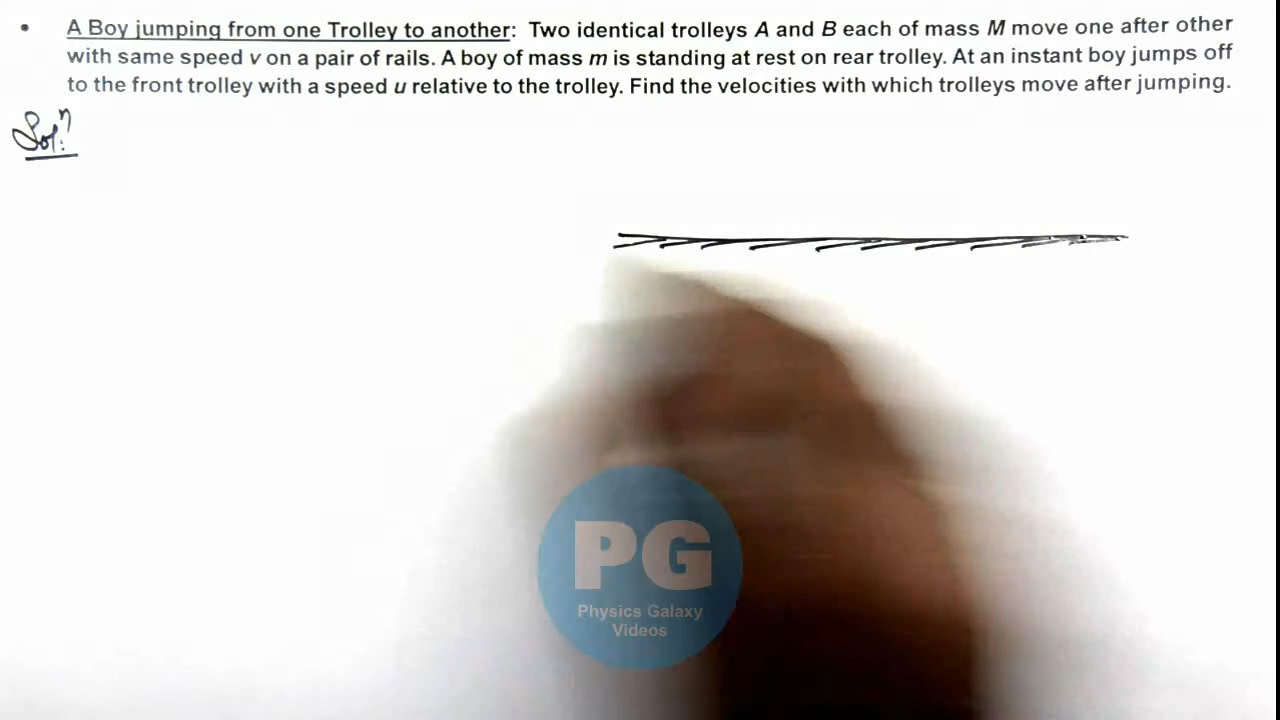 • A Boy jumping from one Trolley to another: Two identical trolleys A and B each of mass M move one after other
with same speed v on a pair of rails. A boy of mass m is standing at rest on rear trolley. At an instant boy jumps off
to the front trolley with a speed u relative to the trolley. Find the velocities with which trolleys move after jumping.
Solⁿ:
PG
Physics Galaxy
Videos